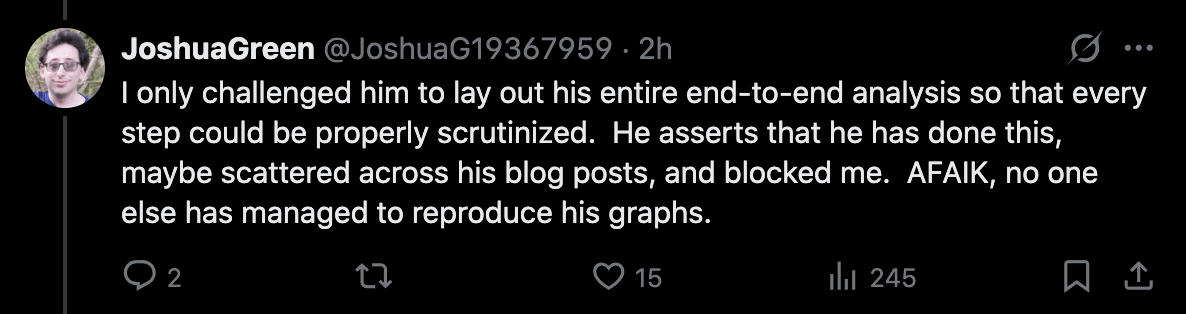 JoshuaGreen @JoshuaG19367959 · 2h
I only challenged him to lay out his entire end-to-end analysis so that every
step could be properly scrutinized.  He asserts that he has done this,
maybe scattered across his blog posts, and blocked me.  AFAIK, no one
else has managed to reproduce his graphs.
2 15 245